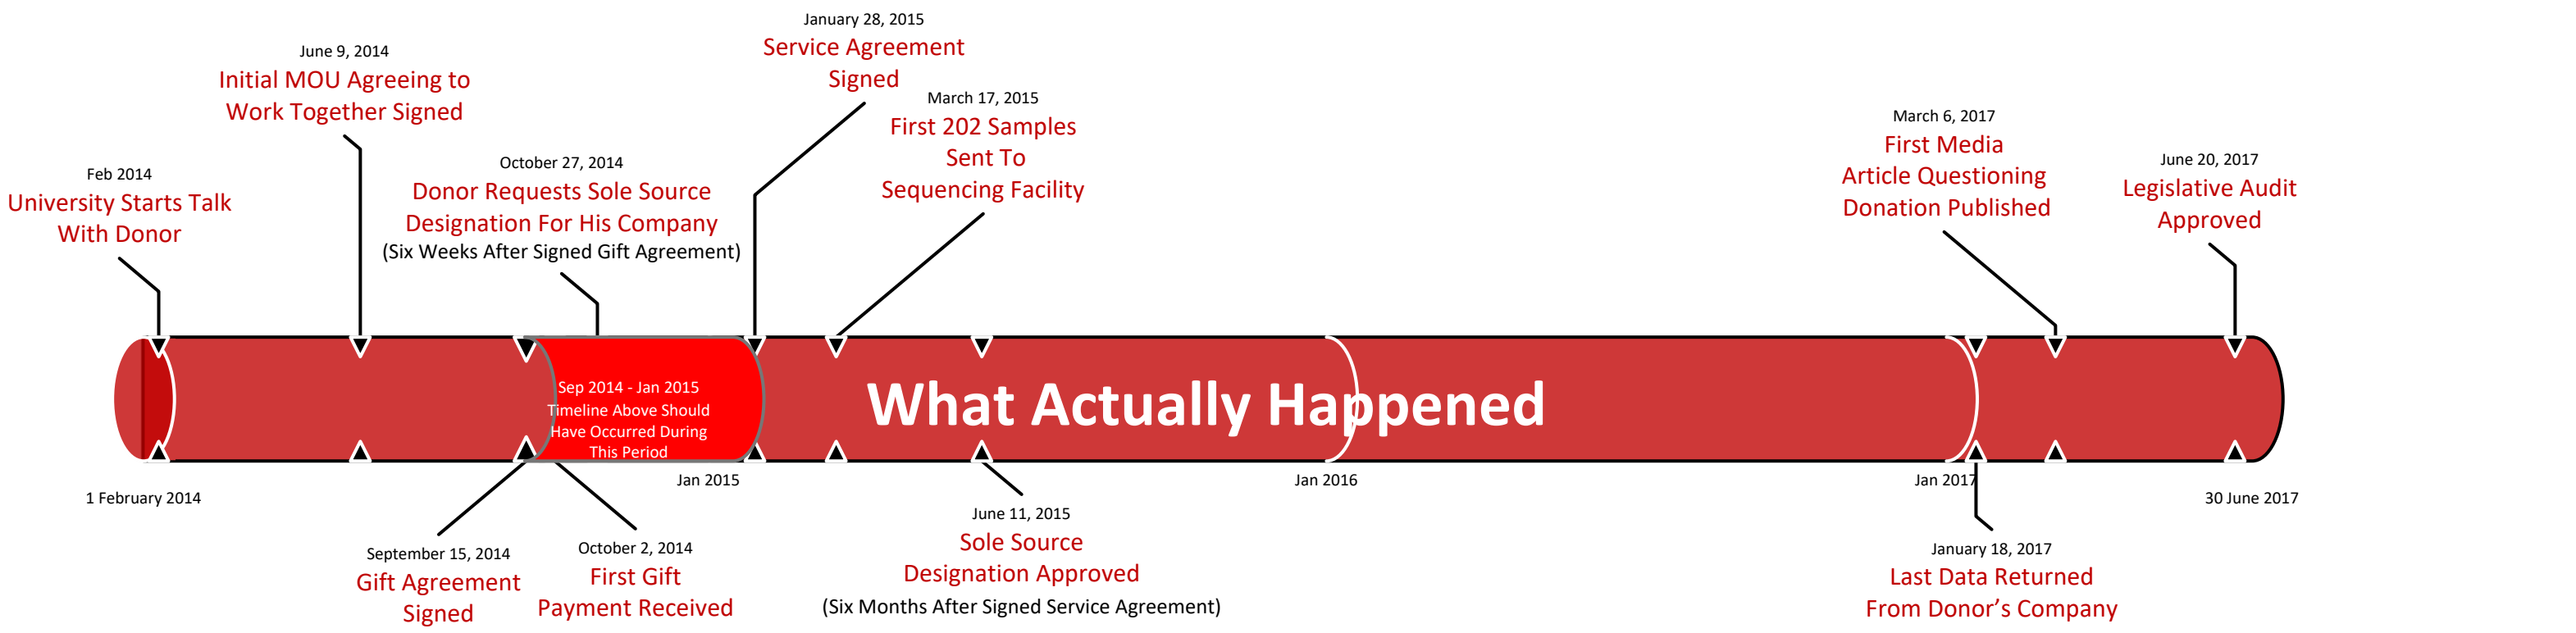 January 28, 2015
Service Agreement
Signed
June 9, 2014
Initial MOU Agreeing to
Work Together Signed
March 17, 2015
First 202 Samples
Sent To
Sequencing Facility
March 6, 2017
First Media
Article Questioning
Donation Published
October 27, 2014
Donor Requests Sole Source
Designation For His Company
(Six Weeks After Signed Gift Agreement)
June 20, 2017
Legislative Audit
Approved
Feb 2014
University Starts Talk
With Donor
Sep 2014 - Jan 2015
Timeline Above Should
Have Occurred During
This Period
What Actually Happened
1 February 2014
Jan 2015
Jan 2016
Jan 2017
30 June 2017
September 15, 2014
Gift Agreement
Signed
October 2, 2014
First Gift
Payment Received
June 11, 2015
Sole Source
Designation Approved
(Six Months After Signed Service Agreement)
January 18, 2017
Last Data Returned
From Donor’s Company